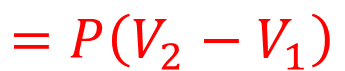 = P(V₂ − V₁)